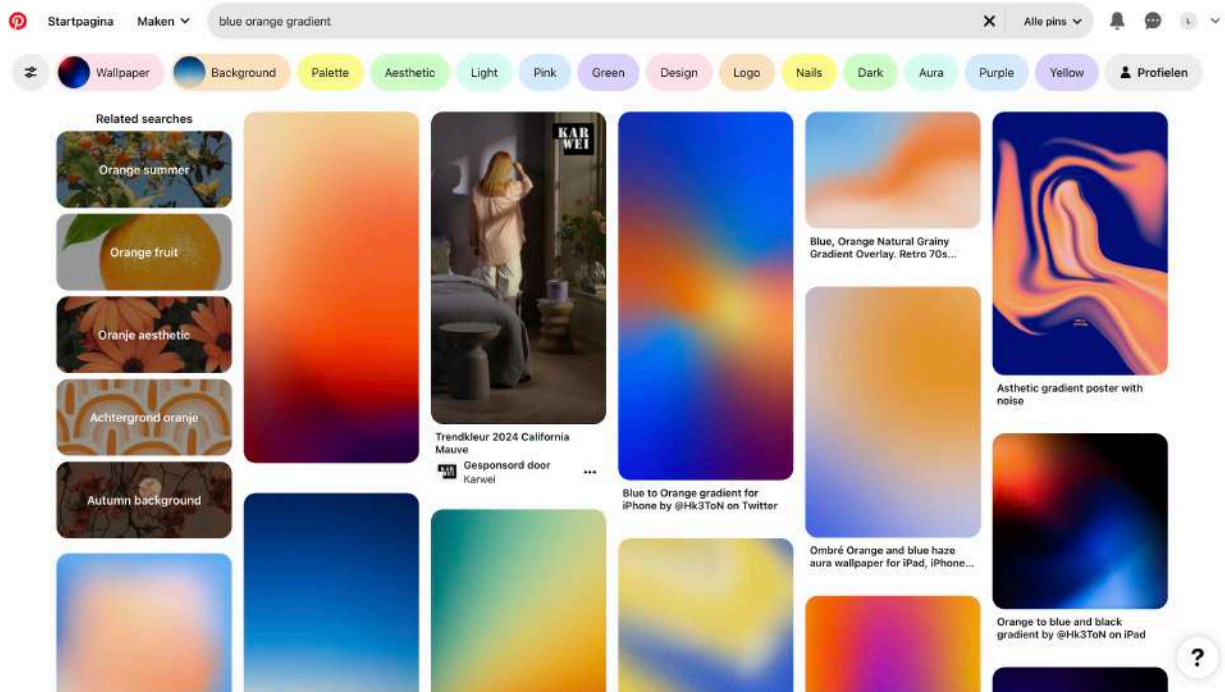 Startpagina
Maken
blue orange gradient
Alle pins
L
Wallpaper
Background
Palette
Aesthetic
Light
Pink
Green
Design
Logo
Nails
Dark
Aura
Purple
Yellow
Profielen
Related searches
Orange summer
Orange fruit
Oranje aesthetic
Achtergrond oranje
Autumn background
KAR
WEI
Trendkleur 2024 California
Mauve
Gesponsord door
Karwei
Blue to Orange gradient for
iPhone by @Hk3ToN on Twitter
Blue, Orange Natural Grainy
Gradient Overlay. Retro 70s...
Ombré Orange and blue haze
aura wallpaper for iPad, iPhone...
Asthetic gradient poster with
noise
Orange to blue and black
gradient by @Hk3ToN on iPad
?